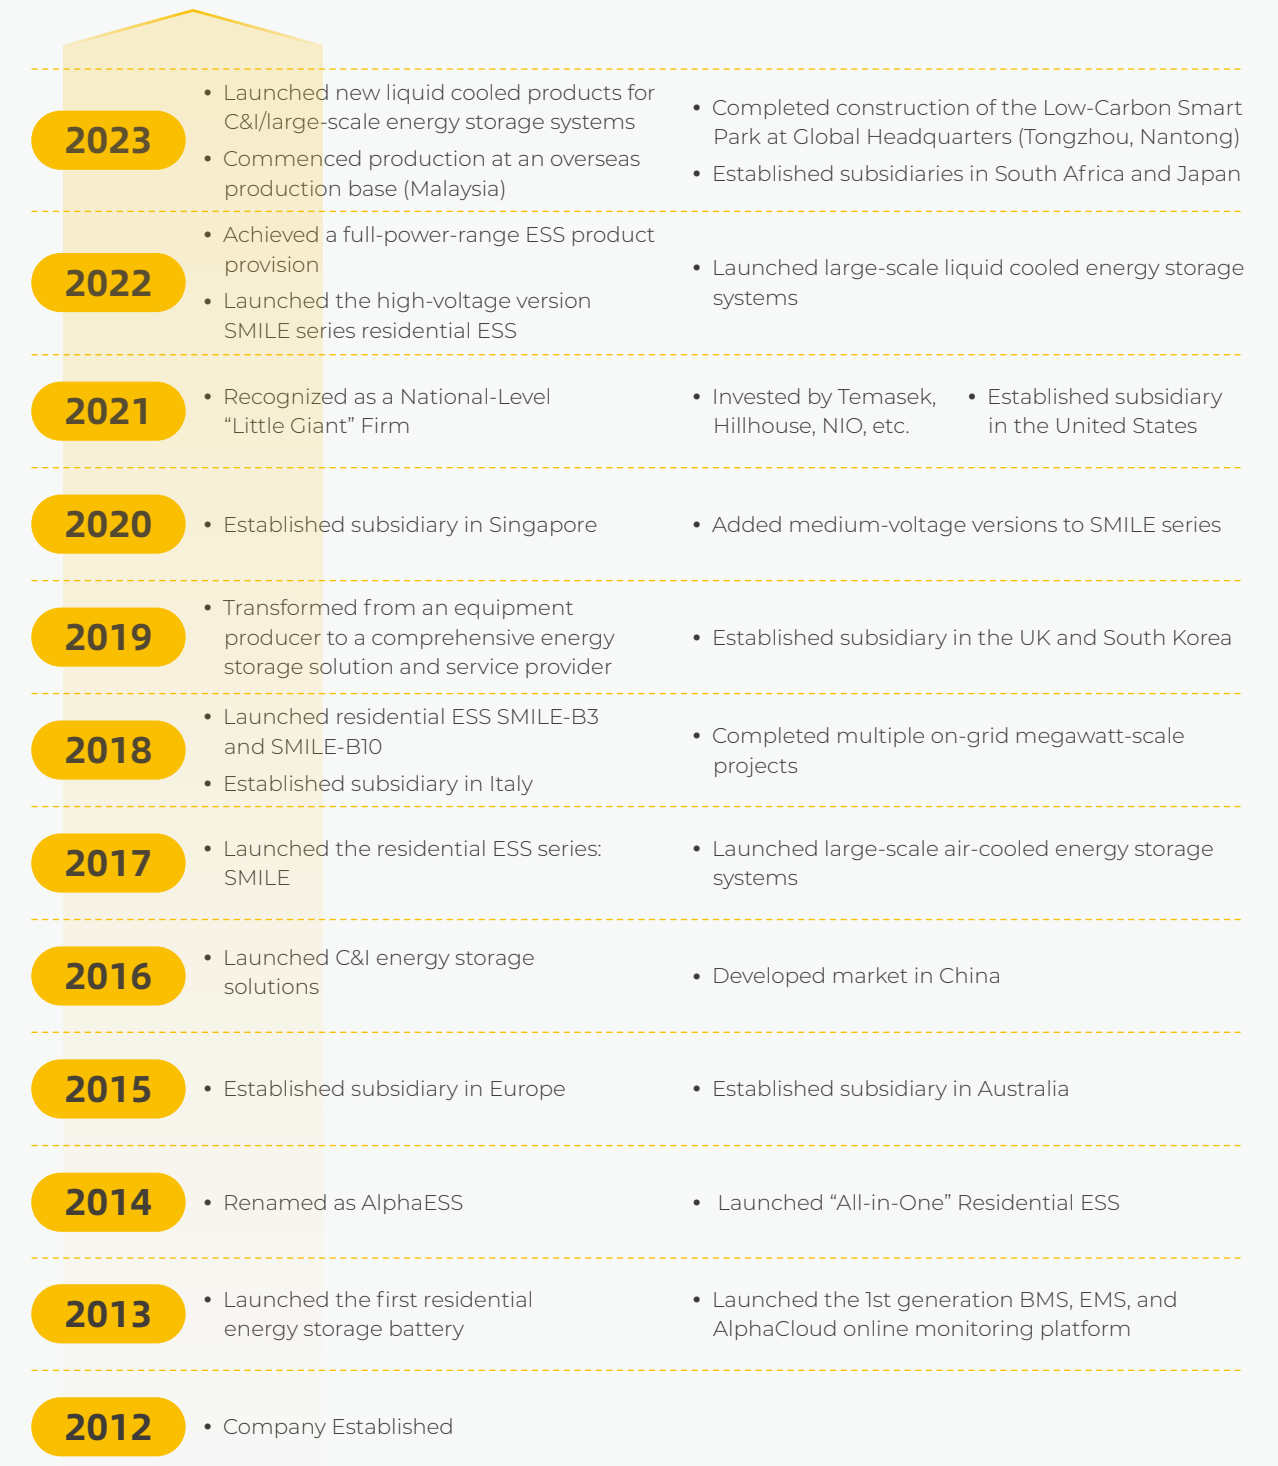 2023
• Launched new liquid cooled products for
C&I/large-scale energy storage systems
• Commenced production at an overseas
production base (Malaysia)
• Completed construction of the Low-Carbon Smart
Park at Global Headquarters (Tongzhou, Nantong)
• Established subsidiaries in South Africa and Japan
2022
• Achieved a full-power-range ESS product
provision
• Launched the high-voltage version
SMILE series residential ESS
• Launched large-scale liquid cooled energy storage
systems
2021
• Recognized as a National-Level
“Little Giant” Firm
• Invested by Temasek,
Hillhouse, NIO, etc.
• Established subsidiary
in the United States
2020
• Established subsidiary in Singapore
• Added medium-voltage versions to SMILE series
2019
• Transformed from an equipment
producer to a comprehensive energy
storage solution and service provider
• Established subsidiary in the UK and South Korea
2018
• Launched residential ESS SMILE-B3
and SMILE-B10
• Established subsidiary in Italy
• Completed multiple on-grid megawatt-scale
projects
2017
• Launched the residential ESS series:
SMILE
• Launched large-scale air-cooled energy storage
systems
2016
• Launched C&I energy storage
solutions
• Developed market in China
2015
• Established subsidiary in Europe
• Established subsidiary in Australia
2014
• Renamed as AlphaESS
• Launched “All-in-One” Residential ESS
2013
• Launched the first residential
energy storage battery
• Launched the 1st generation BMS, EMS, and
AlphaCloud online monitoring platform
2012
• Company Established